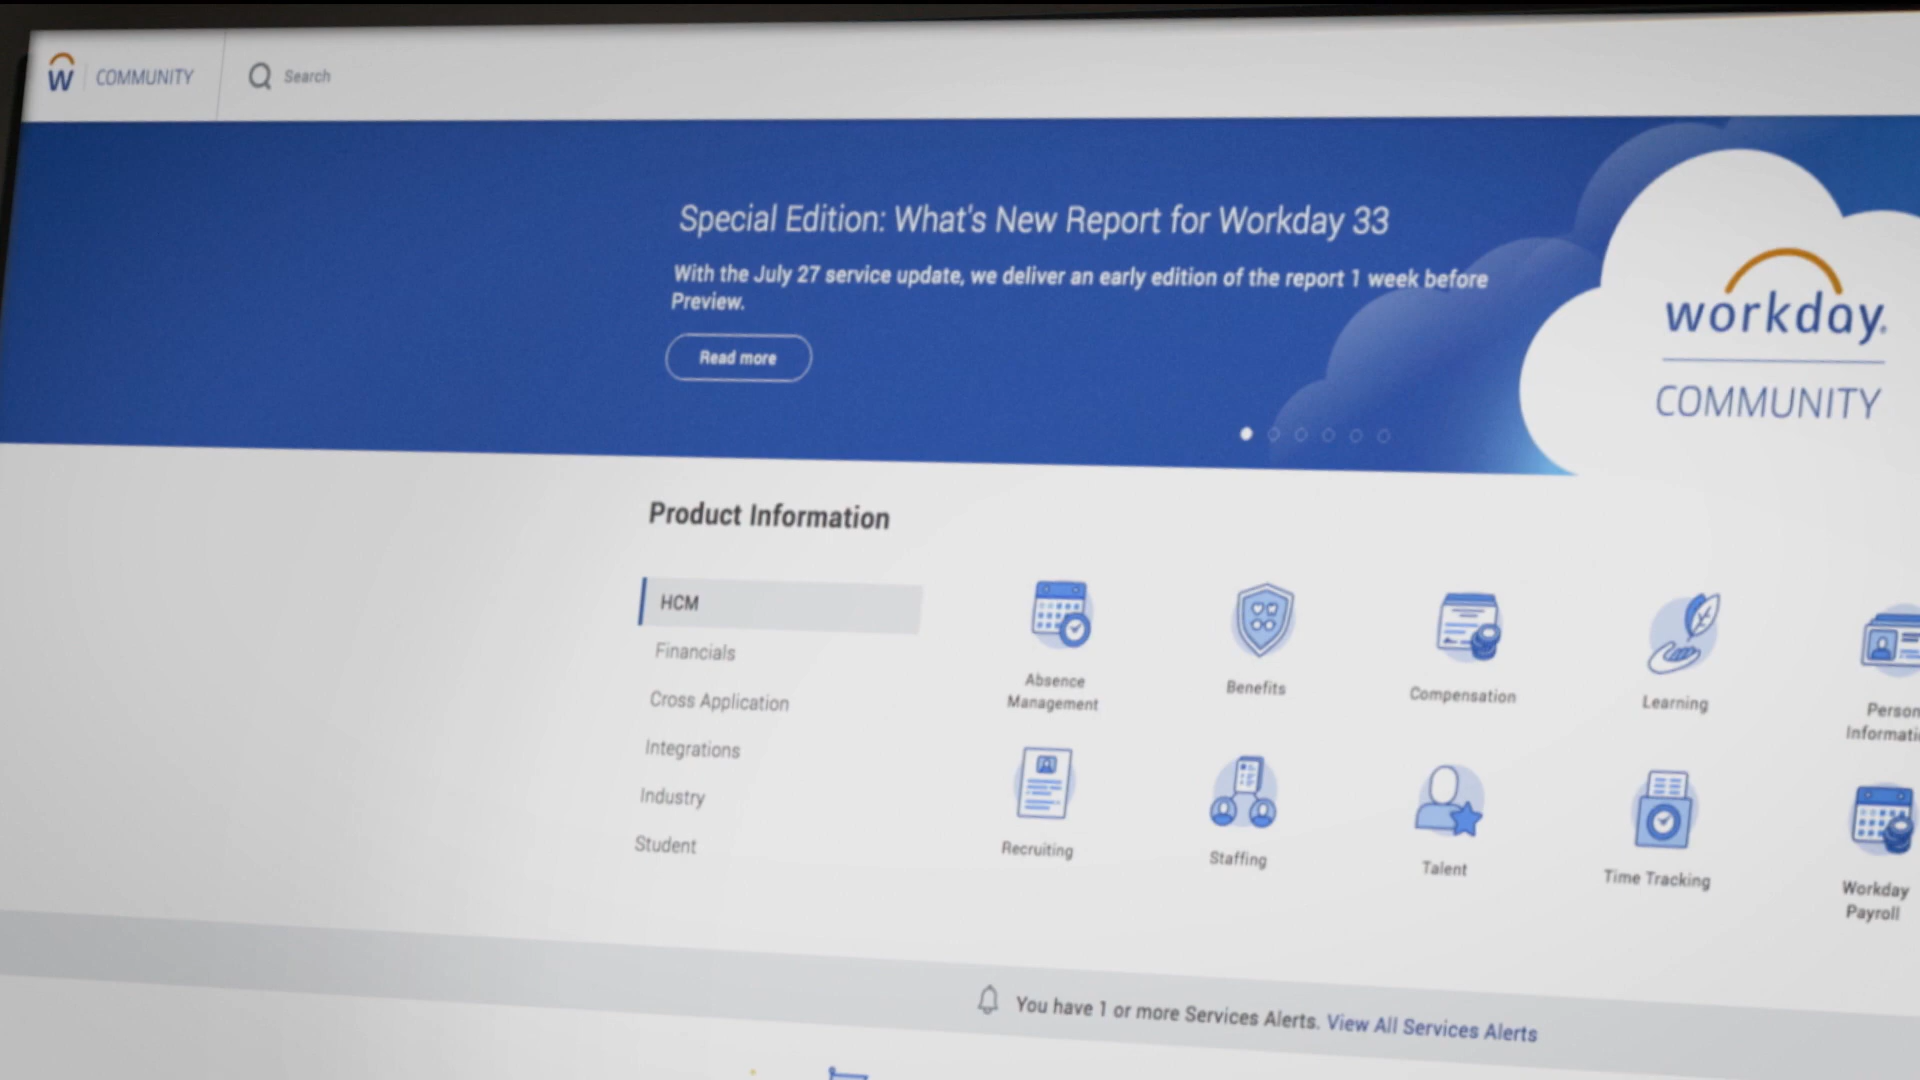 W COMMUNITY
Search
Special Edition: What's New Report for Workday 33
With the July 27 service update, we deliver an early edition of the report 1 week before
Preview.
Read more
workday.
COMMUNITY
Product Information
HCM
Financials
Cross Application
Integrations
Industry
Student
Absence
Management
Benefits
Compensation
Learning
Person
Informati
Recruiting
Staffing
Talent
Time Tracking
Workday
Payroll
You have 1 or more Services Alerts. View All Services Alerts